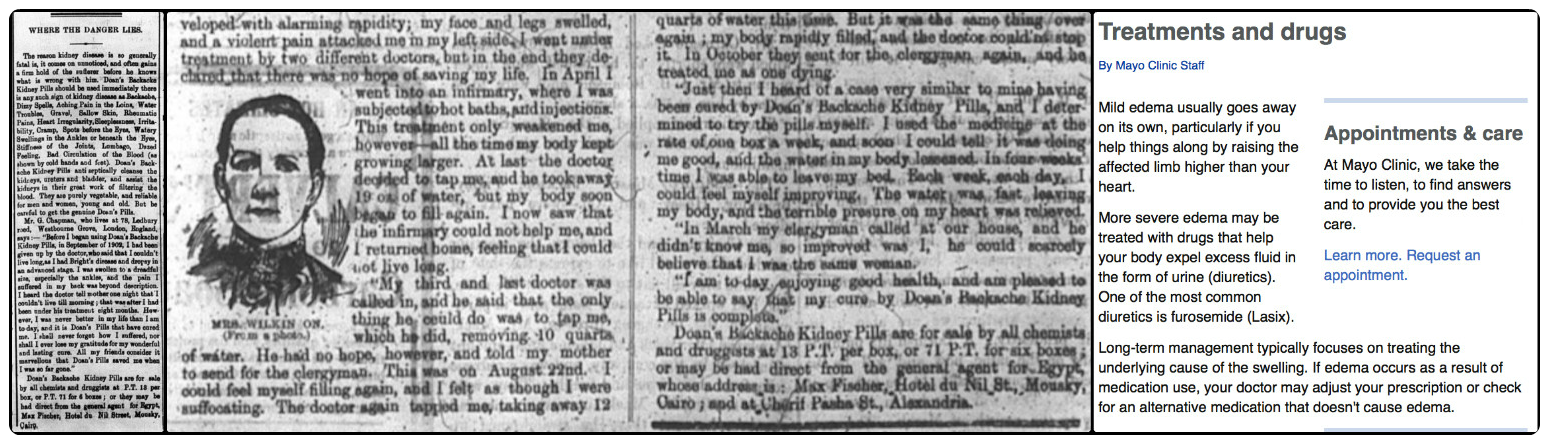 WHERE THE DANGER LIES.
The reason kidney disease is so generally
fatal is, it comes on unnoticed, and often gains
a firm hold of the sufferer before he knows
what is wrong with him. Doan's Backache
Kidney Pills should be used immediately there
is any such sign of kidney disease as Backache,
Dizzy Spells, Aching Pain in the Loins, Water
Troubles, Gravel, Sallow Skin, Rheumatic
Pains, Heart Irregularity, Sleeplessness, Irrita-
bility, Cramp, Spots before the Eyes, Watery
Swellings in the Ankles or beneath the Eyes,
Stiffness of the Joints, Lumbago, Dazed
Feeling, Bad Circulation of the Blood (as
shown by cold hands and feet). Doan's Back-
ache Kidney Pills anti septically cleanse the
kidneys, ureters and bladder, and assist the
kidneys in their great work of filtering the
blood. They are purely vegetable, and reliable
for men and women, young and old. But be
careful to get the genuine Doan's Pills.
Mr. G. Chapman, who lives at 78, Ledbury
road, Westbourne Grove, London, England,
says:—"Before I began using Doan's Backache
Kidney Pills, in September of 1902, I had been
given up by the doctor, who said that I couldn't
live long, as I had Bright's disease and dropsy in
an advanced stage. I was swollen to a dreadful
size, especially the ankles, and the pain I
suffered in my back was beyond description.
I heard the doctor tell mother one night that I
couldn't live till morning; that was after I had
been under his treatment eight months. How-
ever, I was never better in my life than I am
to-day, and it is Doan's Pills that have cured
me. I shall never forget how I suffered, nor
shall I ever lose my gratitude for my wonderful
and lasting cure. All my friends consider it
marvellous that Doan's Pills saved me when
I was so far gone."
Doan's Backache Kidney Pills are for sale
by all chemists and druggists at P.T. 13 per
box, or P.T. 71 for 6 boxes; or they may be
had direct from the general agent for Egypt,
Max Fischer, Hotel du Nil Street, Mousky,
Cairo.
veloped with alarming rapidity; my face and legs swelled,
and a violent pain attacked me in my left side. I went under
treatment by two different doctors, but in the end they de-
clared that there was no hope of saving my life. In April I
went into an infirmary, where I was
subjected to hot baths, and injections.
This treatment only weakened me,
however—all the time my body kept
growing larger. At last the doctor
decided to tap me, and he took away
19 oz. of water, but my body soon
began to fill again. I now saw that
the infirmary could not help me, and
I returned home, feeling that I could
not live long.
"My third and last doctor was
called in, and he said that the only
thing he could do was to tap me,
which he did, removing 10 quarts
MRS. WILKIN ON.
(From a photo.)
of water. He had no hope, however, and told my mother
to send for the clergyman. This was on August 22nd. I
could feel myself filling again, and I felt as though I were
suffocating. The doctor again tapped me, taking away 12
quarts of water this time. But it was the same thing over
again; my body rapidly filled, and the doctor could'ns stop
it. In October they sent for the clergyman again, and he
treated me as one dying.
"Just then I heard of a case very similar to mine having
been cured by Doan's Backache Kidney Pills, and I deter-
mined to try the pills myself. I used the medicine at the
rate of one box a week, and soon I could tell it was doing
me good, and the water in my body lessened. In four weeks'
time I was able to leave my bed. Each week, each day, I
could feel myself improving. The water was fast leaving
my body, and the terrible presure on my heart was relieved.
"In March my clergyman called at our house, and he
didn't know me, so improved was I, he could scarcely
believe that I was the same woman.
"I am to day enjoying good health, and am pleased to
be able to say that my cure by Doan's Backache Kidney
Pills is complete."
Doan's Backache Kidney Pills are for sale by all chemists
and druggists at 13 P.T. per box, or 71 P.T. for six boxes;
or may be had direct from the general agent for Egypt,
whose address is: Max Fischer, Hotel du Nil St., Mousky,
Cairo; and at Cherif Pasha St., Alexandria.
Treatments and drugs
By Mayo Clinic Staff
Mild edema usually goes away
on its own, particularly if you
help things along by raising the
affected limb higher than your
heart.
More severe edema may be
treated with drugs that help
your body expel excess fluid in
the form of urine (diuretics).
One of the most common
diuretics is furosemide (Lasix).
Appointments & care
At Mayo Clinic, we take the
time to listen, to find answers
and to provide you the best
care.
Learn more. Request an
appointment.
Long-term management typically focuses on treating the
underlying cause of the swelling. If edema occurs as a result of
medication use, your doctor may adjust your prescription or check
for an alternative medication that doesn't cause edema.